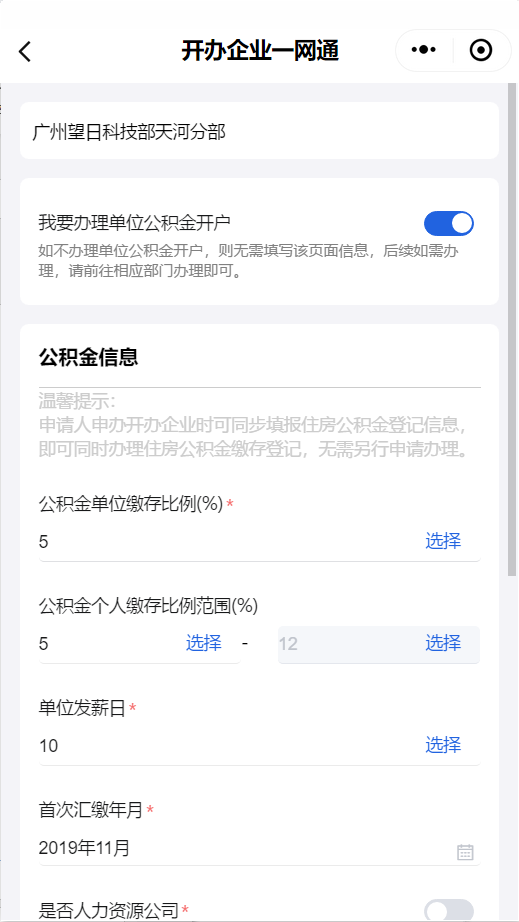 开办企业一网通
广州望日科技部天河分部
我要办理单位公积金开户
如不办理单位公积金开户，则无需填写该页面信息，后续如需办
理，请前往相应部门办理即可。
公积金信息
温馨提示：
申请人申办开办企业时可同步填报住房公积金登记信息，
即可同时办理住房公积金缴存登记，无需另行申请办理。
公积金单位缴存比例(%)*
5 选择
公积金个人缴存比例范围(%)
5 选择 - 12 选择
单位发薪日*
10 选择
首次汇缴年月*
2019年11月
是否人力资源公司*